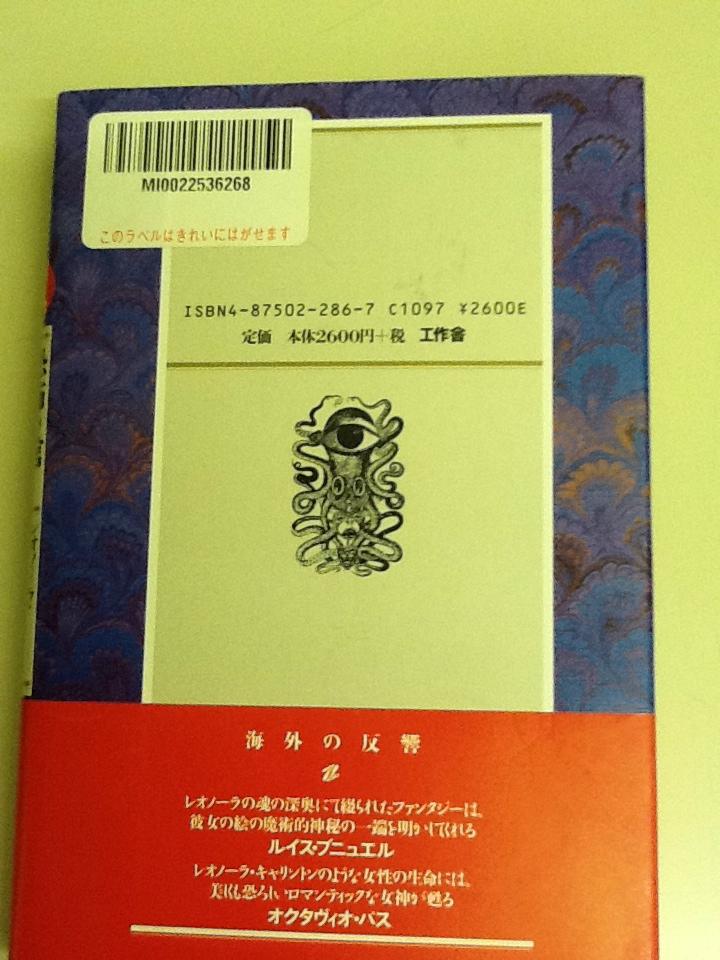 MI0022536268
このラベルはきれいにはがせます
ISBN4-87502-286-7 C1097 ¥2600E
定価 本体2600円+税 工作舎
海外の反響
レオノーラの魂の深奥にて綴られたファンタジーは、
彼女の絵の魔術的神秘の一端を明かしてくれる
ルイス・ブニュエル
レオノーラ・キャリントンのような女性の生命には、
美しくも恐ろしいロマンティックな女神が甦る
オクタヴィオ・パス